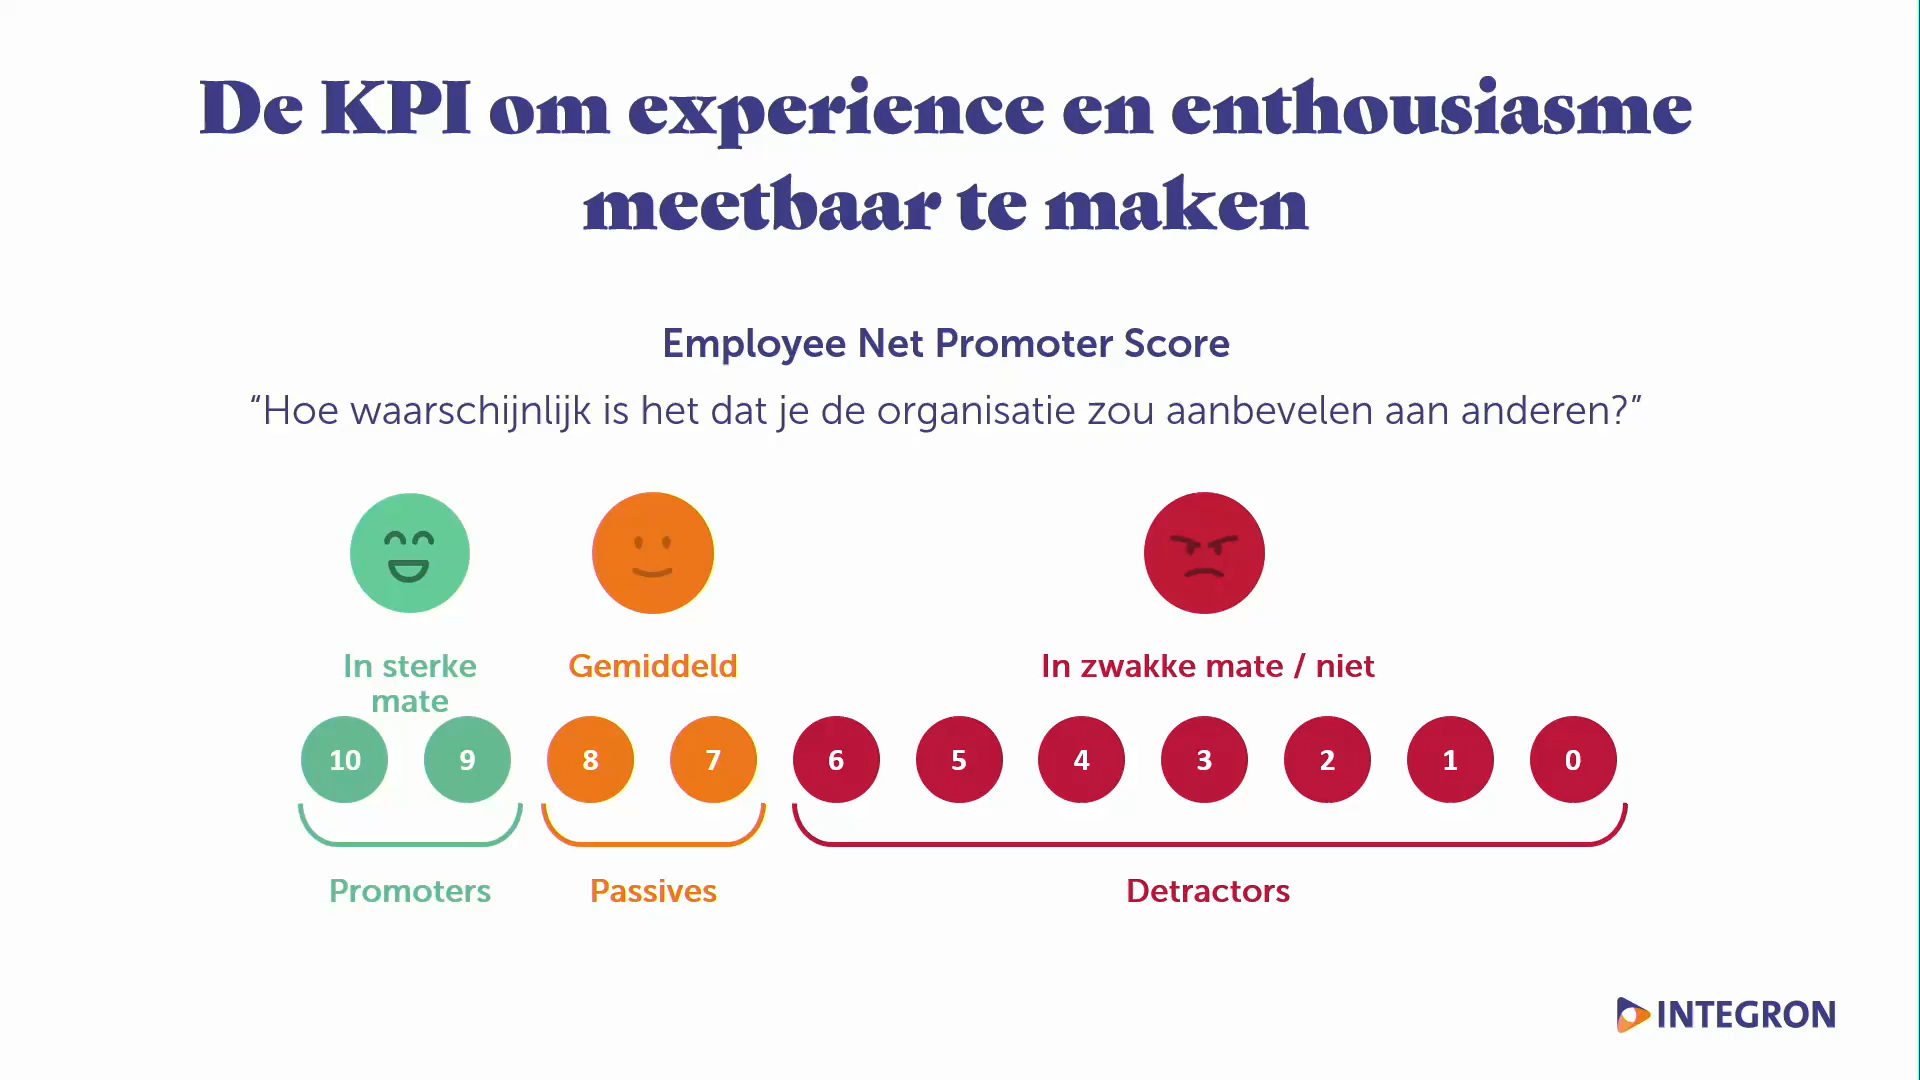 De KPI om experience en enthousiasme
meetbaar te maken
Employee Net Promoter Score
“Hoe waarschijnlijk is het dat je de organisatie zou aanbevelen aan anderen?”
In sterke
mate
Gemiddeld
In zwakke mate / niet
10 9 8 7 6 5 4 3 2 1 0
Promoters
Passives
Detractors
INTEGRON